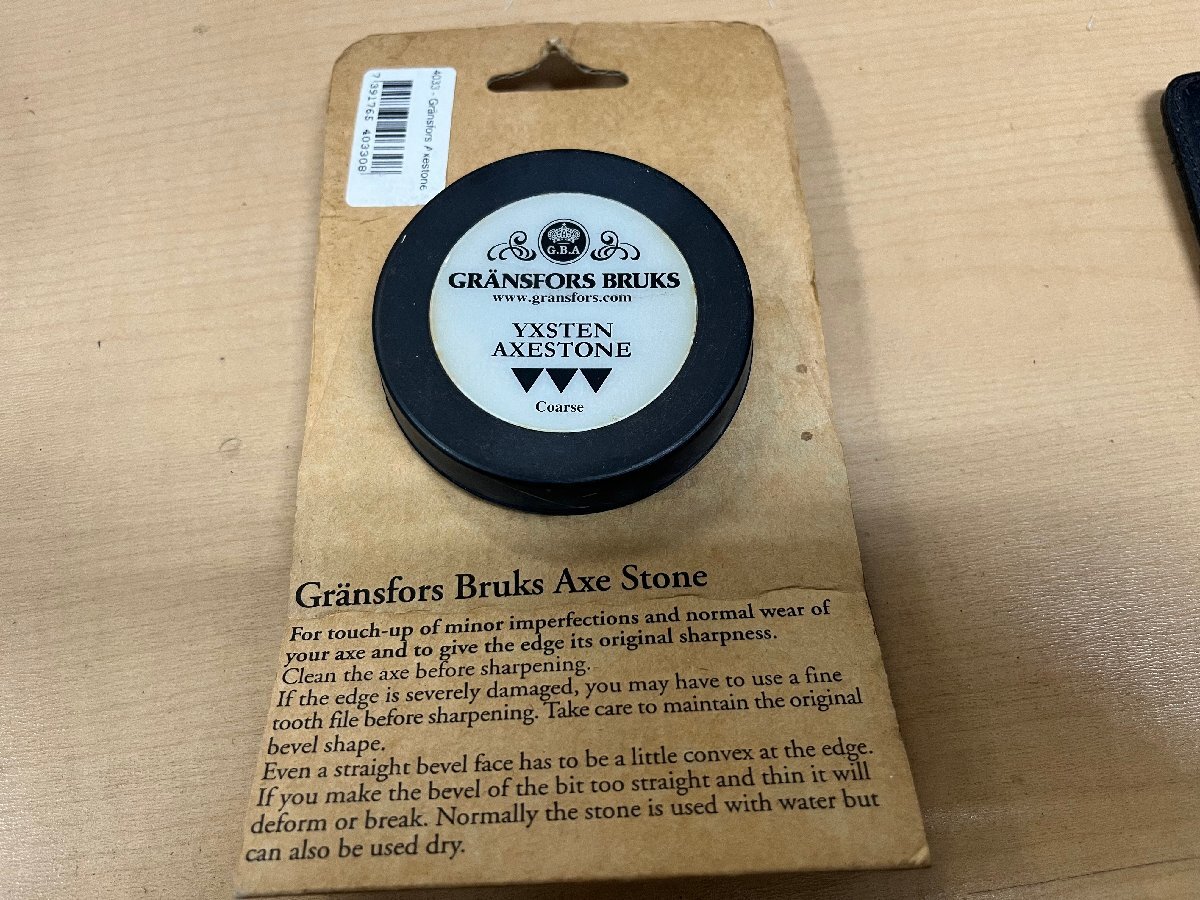 4033 - Gränsfors Axestone
7 391765 403308
G.B.A
GRÄNSFORS BRUKS
www.gransfors.com
YXSTEN
AXESTONE
Coarse
Gränsfors Bruks Axe Stone
For touch-up of minor imperfections and normal wear of
your axe and to give the edge its original sharpness.
Clean the axe before sharpening.
If the edge is severely damaged, you may have to use a fine
tooth file before sharpening. Take care to maintain the original
bevel shape.
Even a straight bevel face has to be a little convex at the edge.
If you make the bevel of the bit too straight and thin it will
deform or break. Normally the stone is used with water but
can also be used dry.